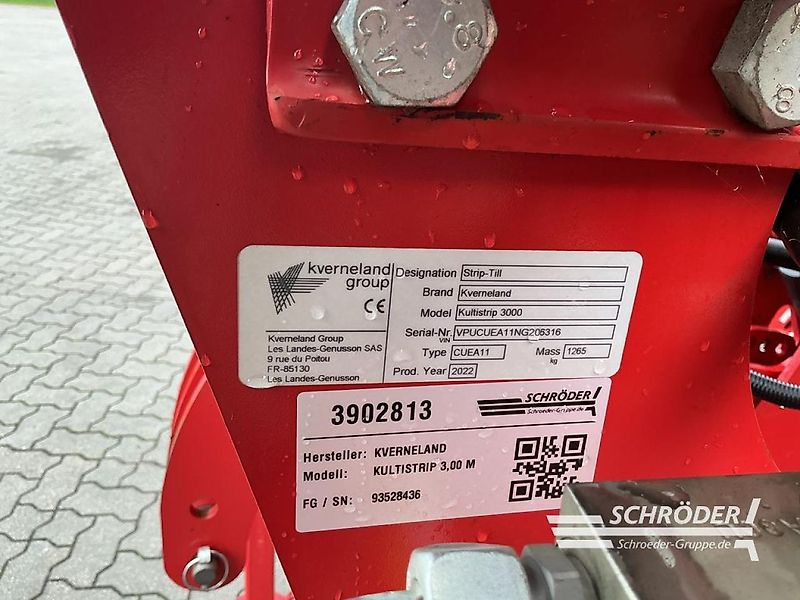 kverneland
group
CE
Kverneland Group
Les Landes-Genusson SAS
9 rue du Poitou
FR-85130
Les Landes-Genusson
Designation Strip-Till
Brand Kverneland
Model Kultistrip 3000
Serial-Nr. VPUCUEA11NG206316
VIN
Type CUEA11 Mass 1265
kg
Prod. Year 2022
3902813
SCHRÖDER
Schroeder-Gruppe.de
Hersteller: KVERNELAND
Modell: KULTISTRIP 3,00 M
FG / SN: 93528436
SCHRÖDER
Schroeder-Gruppe.de